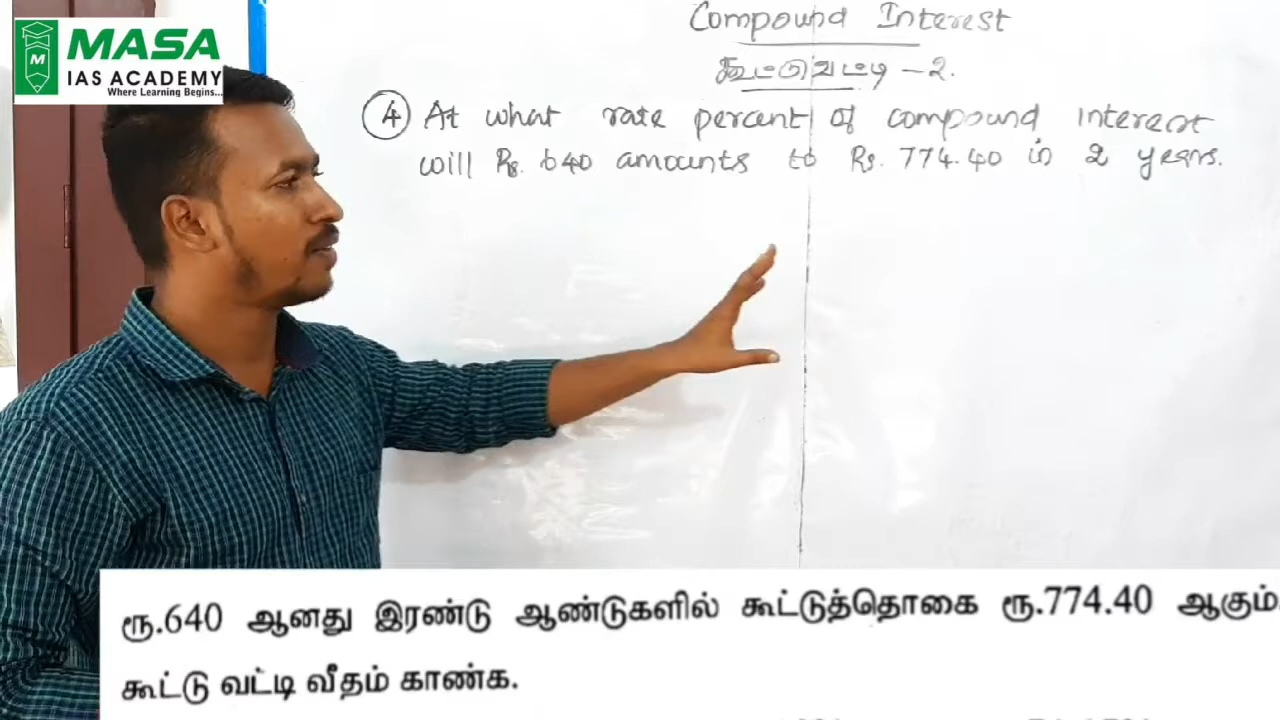 MASA
IAS ACADEMY
Where Learning Begins...
M
Compound Interest
கூட்டு வட்டி - 2.
4 At what rate percent of compound interest
will Rs. 640 amounts to Rs. 774.40 in 2 years.
ரூ.640 ஆனது இரண்டு ஆண்டுகளில் கூட்டுத்தொகை ரூ.774.40 ஆகும்
கூட்டு வட்டி வீதம் காண்க.